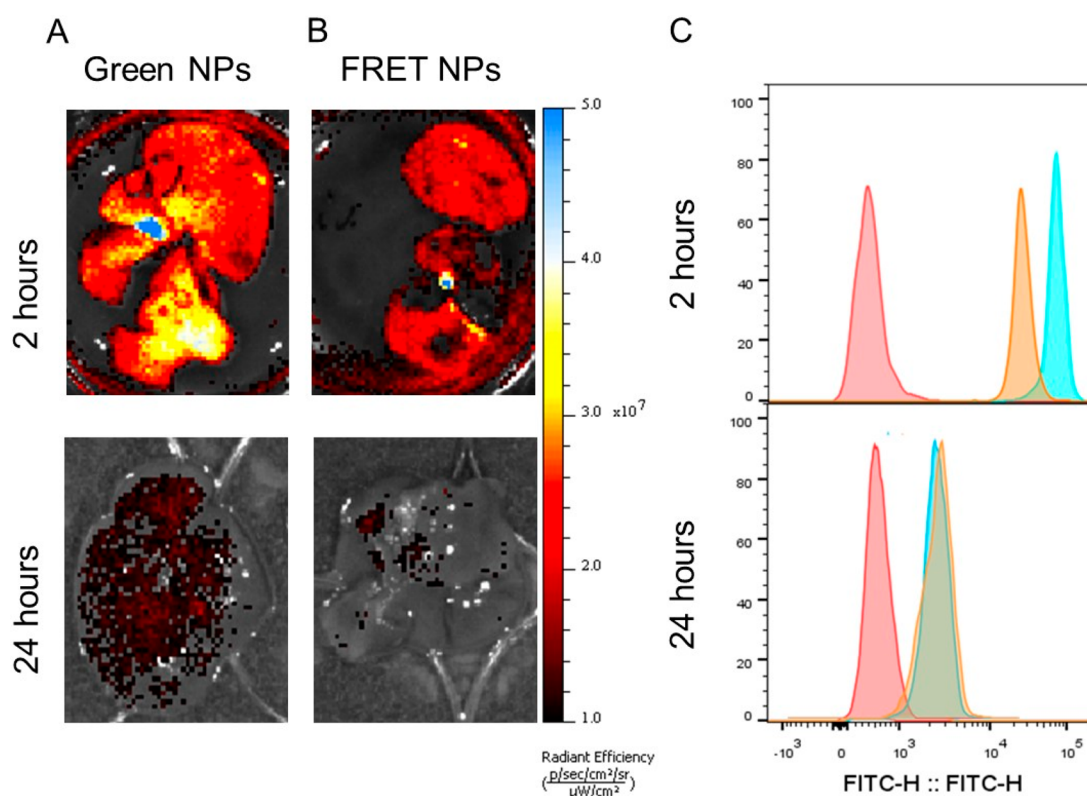 A
B
C
Green NPs
FRET NPs
2 hours
24 hours
5.0
4.0
3.0 x10⁷
2.0
1.0
Radiant Efficiency
(p/sec/cm²/sr
µW/cm²)
2 hours
100
80
60
40
20
0
24 hours
100
80
60
40
20
0
-10³ 0 10³ 10⁴ 10⁵
FITC-H :: FITC-H